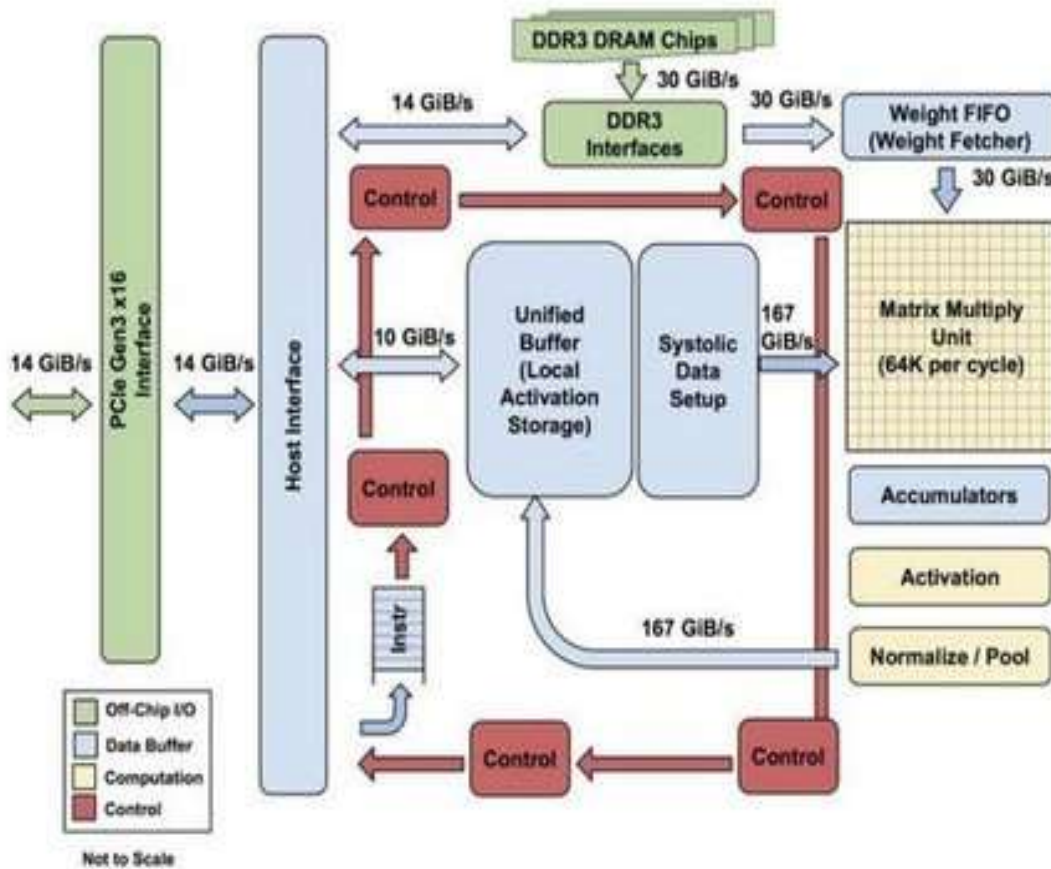 DDR3 DRAM Chips
30 GiB/s
14 GiB/s
DDR3
Interfaces
30 GiB/s
Weight FIFO
(Weight Fetcher)
30 GiB/s
Control
Control
PCIe Gen3 x16
Interface
Host Interface
14 GiB/s
14 GiB/s
10 GiB/s
Unified
Buffer
(Local
Activation
Storage)
Systolic
Data
Setup
167
GiB/s
Matrix Multiply
Unit
(64K per cycle)
Control
Accumulators
Activation
Instr
167 GiB/s
Normalize / Pool
Control
Control
Off-Chip I/O
Data Buffer
Computation
Control
Not to Scale